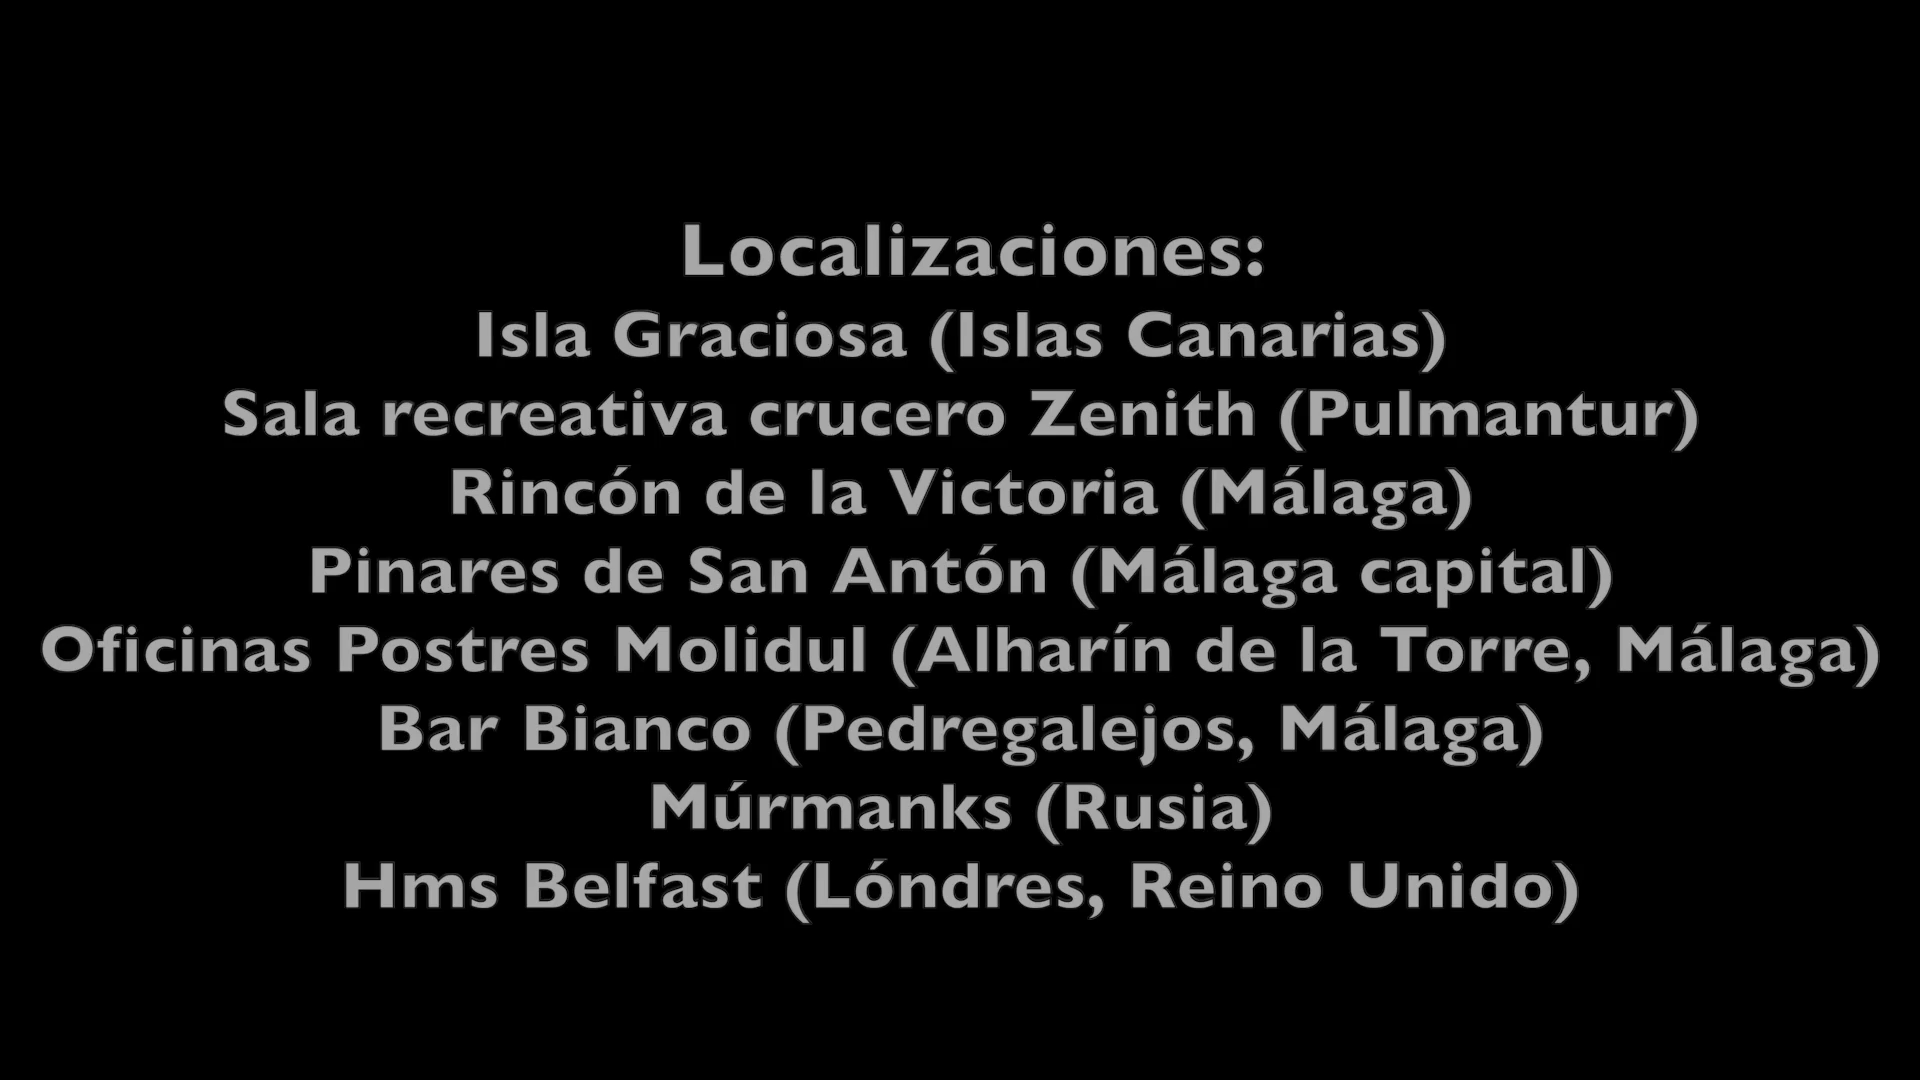 Localizaciones:
Isla Graciosa (Islas Canarias)
Sala recreativa crucero Zenith (Pulmantur)
Rincón de la Victoria (Málaga)
Pinares de San Antón (Málaga capital)
Oficinas Postres Molidul (Alharín de la Torre, Málaga)
Bar Bianco (Pedregalejos, Málaga)
Múrmanks (Rusia)
Hms Belfast (Lóndres, Reino Unido)